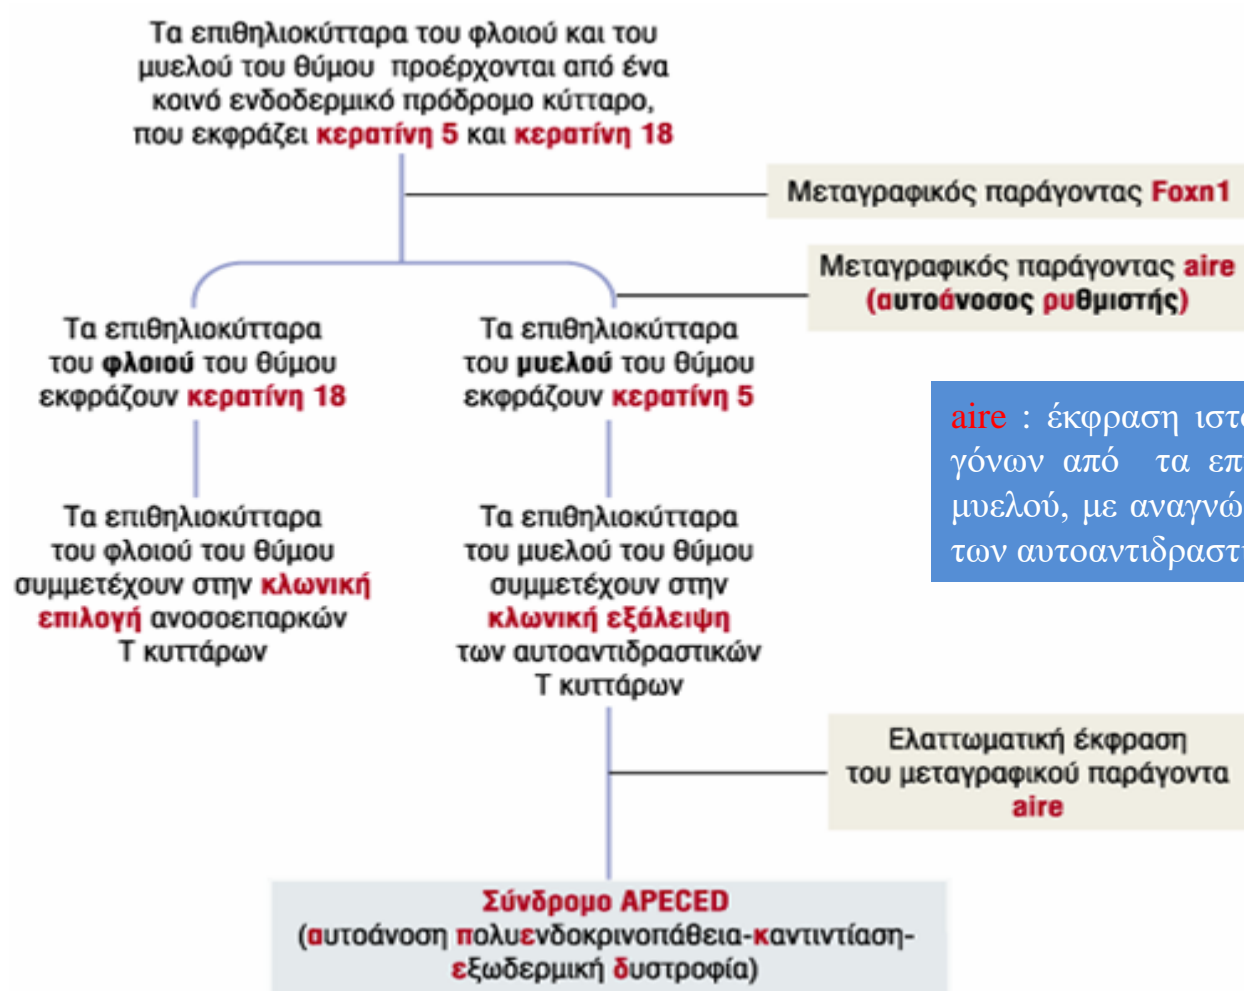 Τα επιθηλιοκύτταρα του φλοιού και του
μυελού του θύμου προέρχονται από ένα
κοινό ενδοδερμικό πρόδρομο κύτταρο,
που εκφράζει κερατίνη 5 και κερατίνη 18
Μεταγραφικός παράγοντας Foxn1
Μεταγραφικός παράγοντας aire
(αυτοάνοσος ρυθμιστής)
Τα επιθηλιοκύτταρα
του φλοιού του θύμου
εκφράζουν κερατίνη 18
Τα επιθηλιοκύτταρα
του μυελού του θύμου
εκφράζουν κερατίνη 5
aire : έκφραση ιστ
γόνων από τα επ
μυελού, με αναγνώ
των αυτοαντιδραστ
Τα επιθηλιοκύτταρα
του φλοιού του θύμου
συμμετέχουν στην κλωνική
επιλογή ανοσοεπαρκών
Τ κυττάρων
Τα επιθηλιοκύτταρα
του μυελού του θύμου
συμμετέχουν στην
κλωνική εξάλειψη
των αυτοαντιδραστικών
Τ κυττάρων
Ελαττωματική έκφραση
του μεταγραφικού παράγοντα
aire
Σύνδρομο APECED
(αυτοάνοση πολυενδοκρινοπάθεια-καντιντίαση-
εξωδερμική δυστροφία)